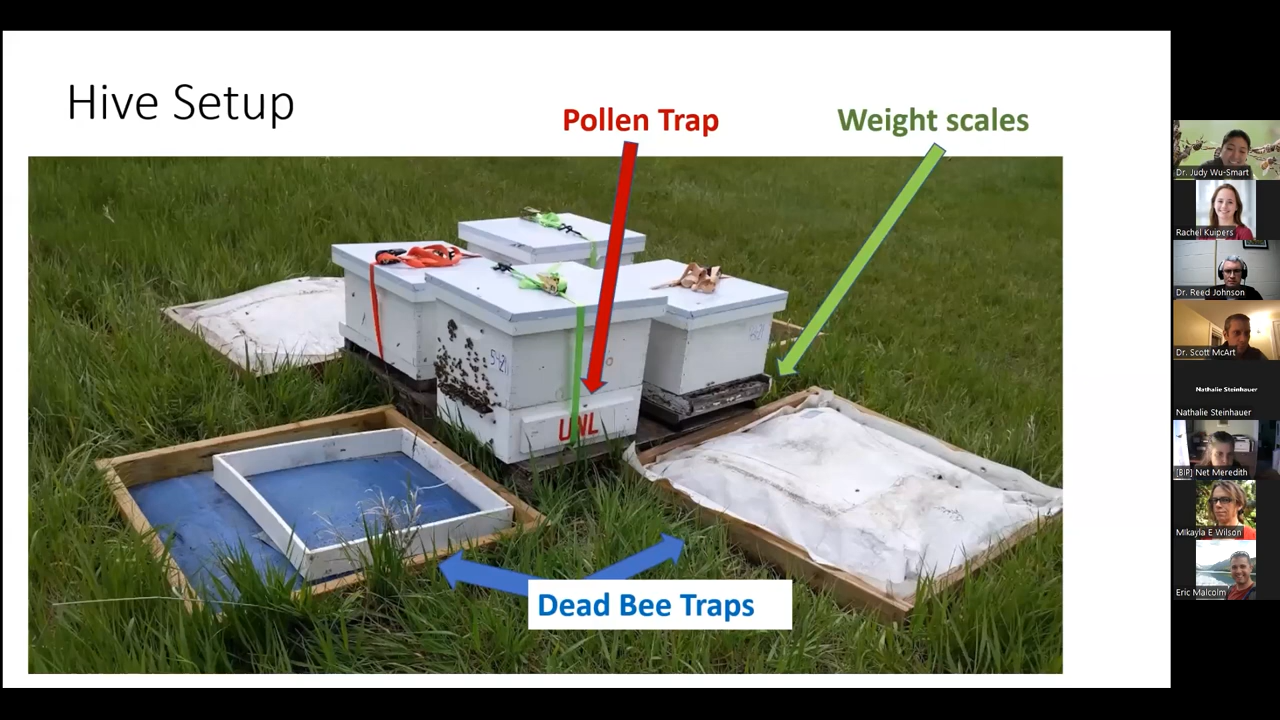 Hive Setup
Pollen Trap
Weight scales
UNL
Dead Bee Traps
Dr. Judy Wu-Smart
Rachel Kuipers
Dr. Reed Johnson
Dr. Scott McArt
Nathalie Steinhauer
Nathalie Steinhauer
[BIP] Net Meredith
Mikayla E Wilson
Eric Malcolm